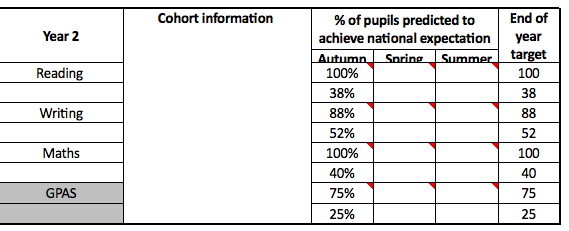 Year 2 Cohort information % of pupils predicted to achieve national expectation End of year target
Autumn Spring Summer
Reading 100% 100
38% 38
Writing 88% 88
52% 52
Maths 100% 100
40% 40
GPAS 75% 75
25% 25